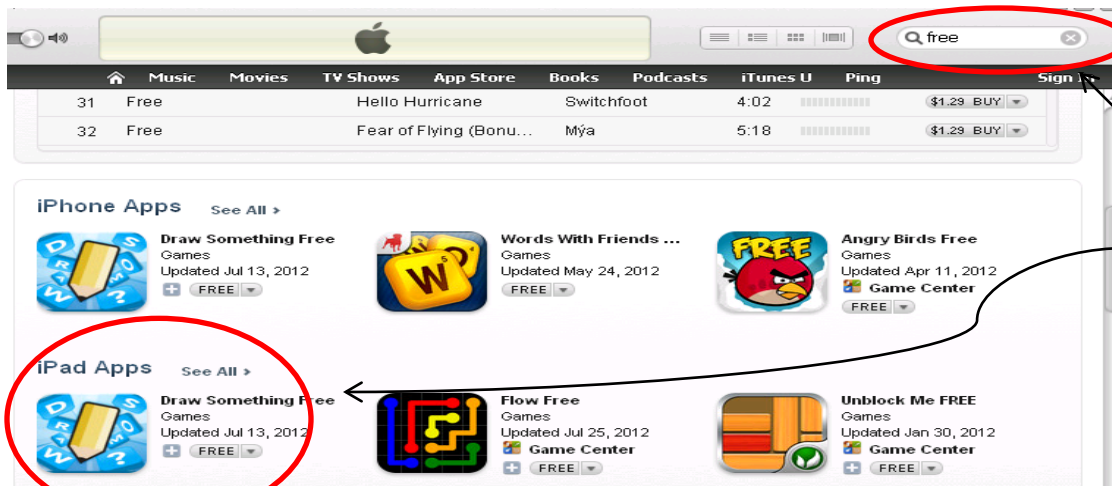 free
Music Movies TV Shows App Store Books Podcasts iTunes U Ping Sign In
31 Free Hello Hurricane Switchfoot 4:02 $1.29 BUY
32 Free Fear of Flying (Bonu... Mýa 5:18 $1.29 BUY
iPhone Apps See All >
Draw Something Free Words With Friends ... FREE Angry Birds Free
Games Games Games
Updated Jul 13, 2012 Updated May 24, 2012 Updated Apr 11, 2012
FREE FREE Game Center
FREE
iPad Apps See All >
Draw Something Free Flow Free Unblock Me FREE
Games Games Games
Updated Jul 13, 2012 Updated Jul 25, 2012 Updated Jan 30, 2012
FREE Game Center Game Center
FREE FREE